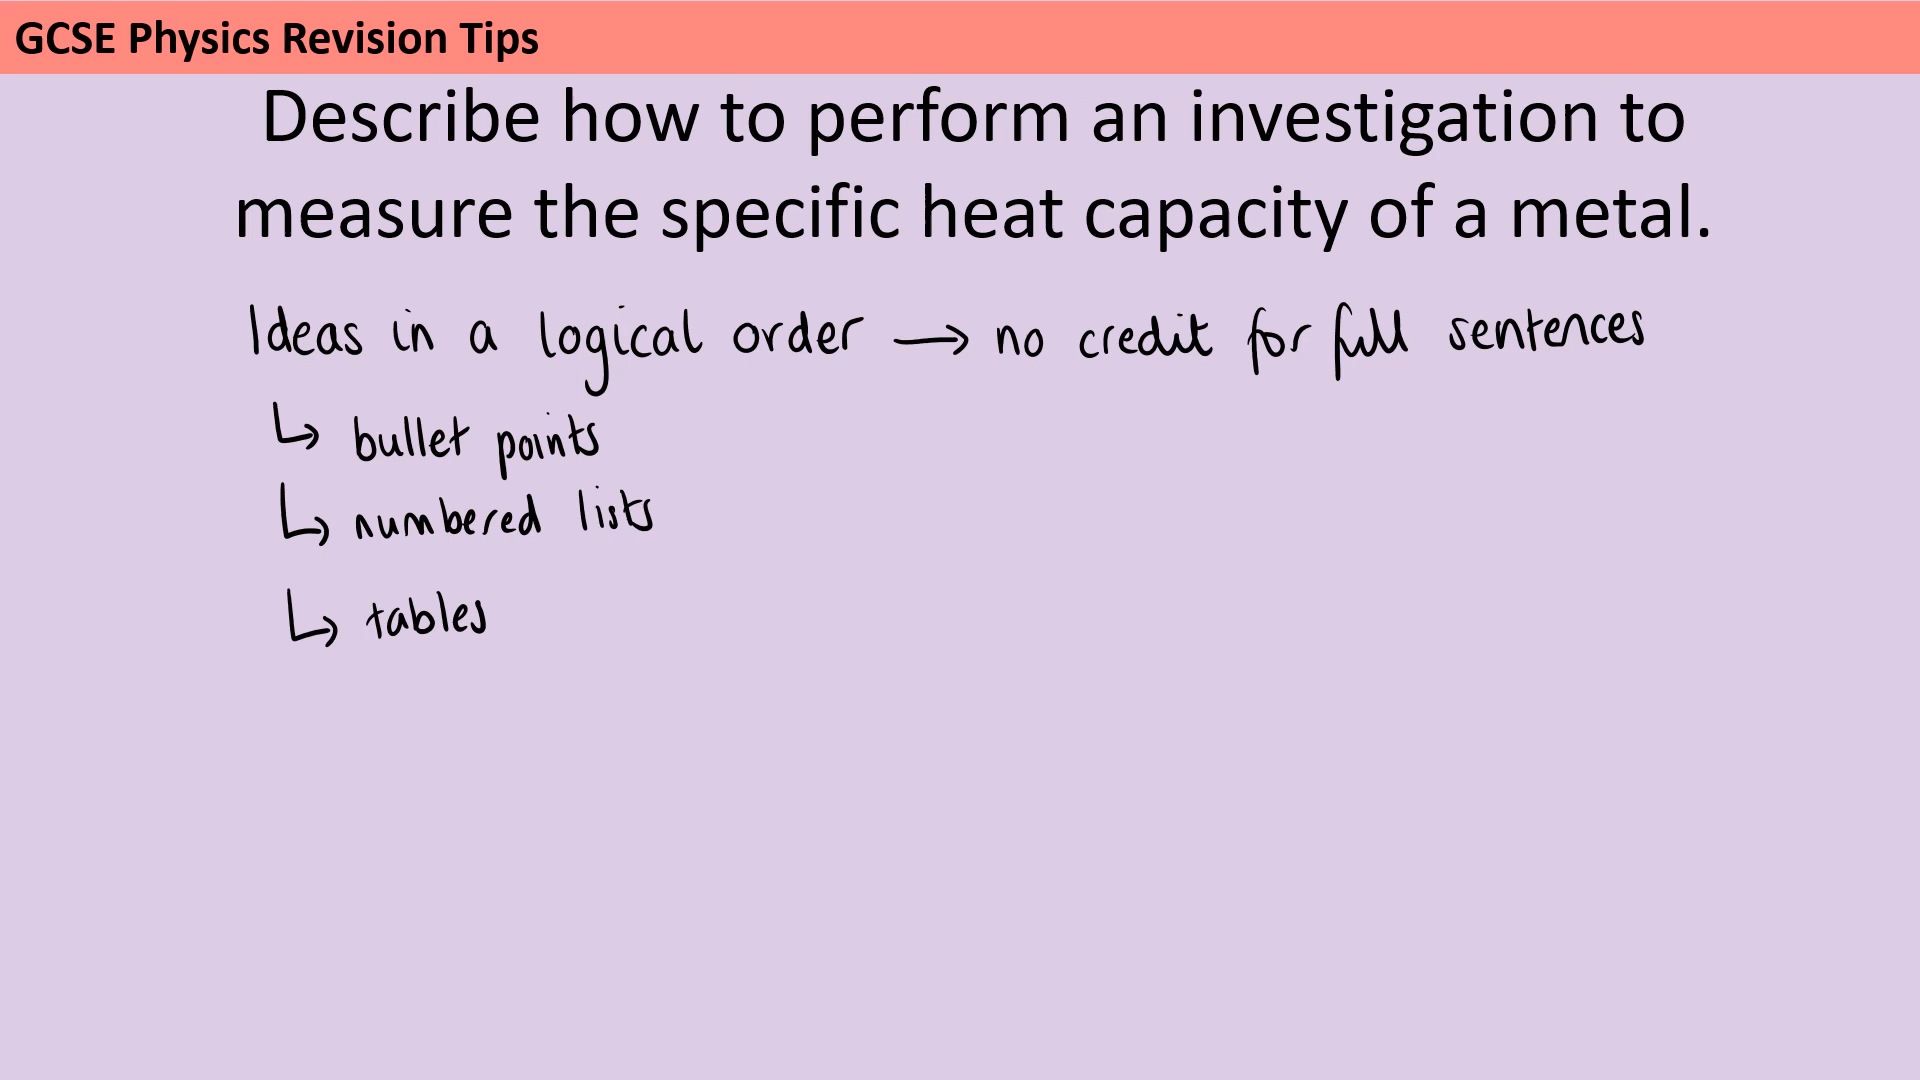 GCSE Physics Revision Tips
Describe how to perform an investigation to
measure the specific heat capacity of a metal.
Ideas in a logical order → no credit for full sentences
↳ bullet points
↳ numbered lists
↳ tables